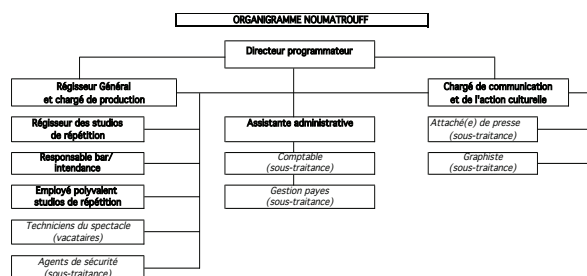 ORGANIGRAMME NOUMATROUFF
Directeur programmateur
Régisseur Général
et chargé de production
Chargé de communication
et de l'action culturelle
Régisseur des studios
de répétition
Assistante administrative
Attaché(e) de presse
(sous-traitance)
Responsable bar/
intendance
Comptable
(sous-traitance)
Graphiste
(sous-traitance)
Employé polyvalent
studios de répétition
Gestion payes
(sous-traitance)
Techniciens du spectacle
(vacataires)
Agents de sécurité
(sous-traitance)